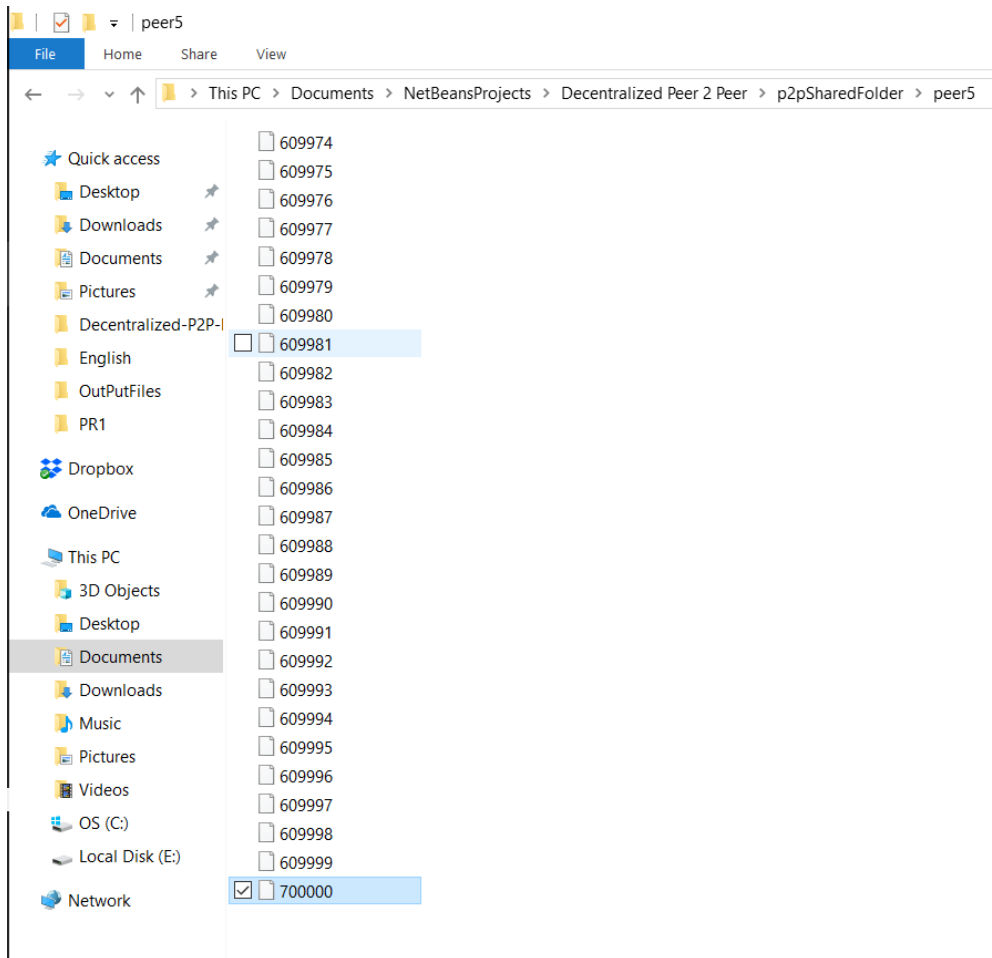 peer5
File Home Share View
This PC > Documents > NetBeansProjects > Decentralized Peer 2 Peer > p2pSharedFolder > peer5
Quick access
Desktop
Downloads
Documents
Pictures
Decentralized-P2P-
English
OutPutFiles
PR1
Dropbox
OneDrive
This PC
3D Objects
Desktop
Documents
Downloads
Music
Pictures
Videos
OS (C:)
Local Disk (E:)
Network
609974
609975
609976
609977
609978
609979
609980
609981
609982
609983
609984
609985
609986
609987
609988
609989
609990
609991
609992
609993
609994
609995
609996
609997
609998
609999
700000